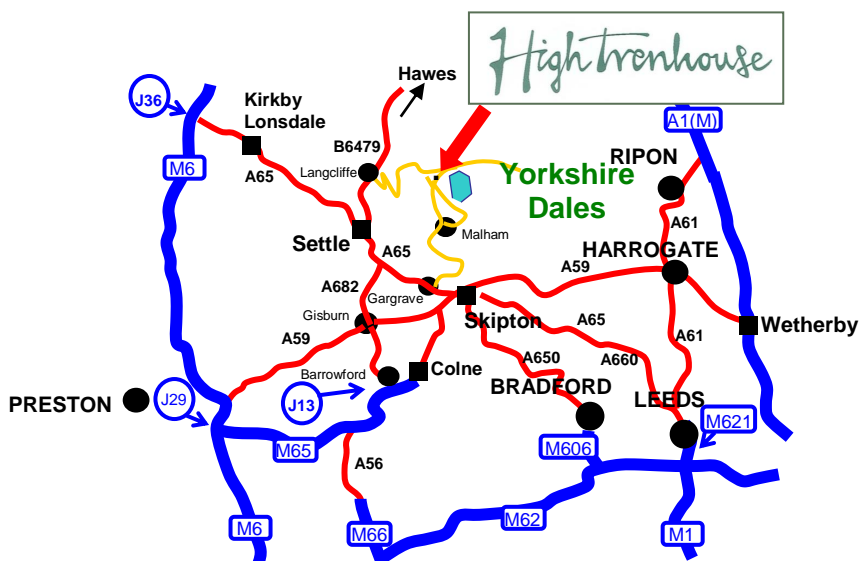 High Trenhouse
Hawes
J36
Kirkby
Lonsdale
A1(M)
B6479
RIPON
M6
Langcliffe
A65
Yorkshire
Dales
A61
Settle
Malham
HARROGATE
A65
A59
A682
Gargrave
Gisburn
Skipton
A65
Wetherby
A59
A61
A650
A660
Barrowford
Colne
BRADFORD
LEEDS
PRESTON
J29
J13
M621
M65
M606
A56
M62
M6
M66
M1